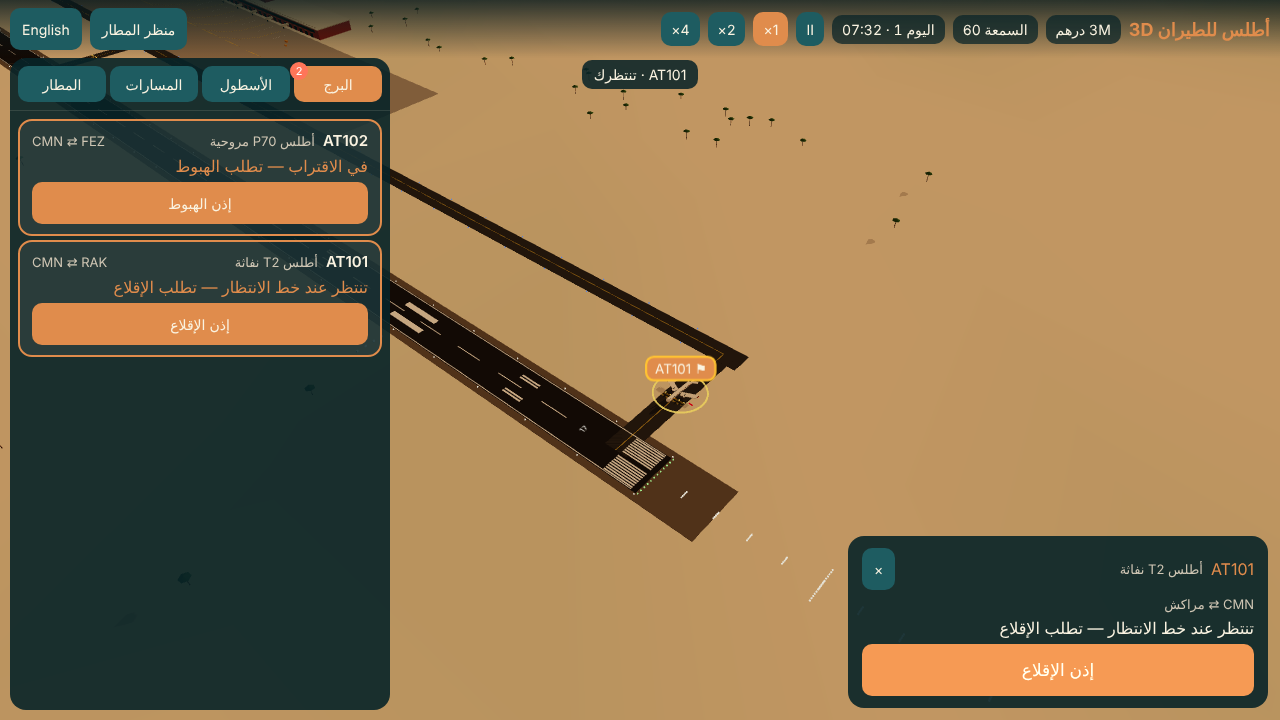 أطلس للطيران 3D
3M درهم
السمعة 60
اليوم 1 · 07:32
II
×1
×2
×4
منظر المطار
English
AT101 · تنتظرك
البرج
2
الأسطول
المسارات
المطار
AT102 أطلس P70 مروحية CMN ⇄ FEZ
في الاقتراب — تطلب الهبوط
إذن الهبوط
AT101 أطلس T2 نفاثة CMN ⇄ RAK
تنتظر عند خط الانتظار — تطلب الإقلاع
إذن الإقلاع
AT101 ⚑
AT101 أطلس T2 نفاثة
×
CMN ⇄ مراكش
تنتظر عند خط الانتظار — تطلب الإقلاع
إذن الإقلاع